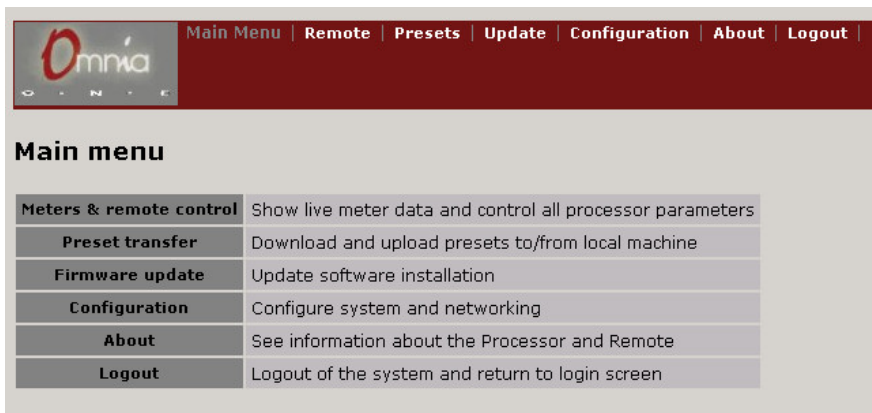 Omnia
O · N · E
Main Menu | Remote | Presets | Update | Configuration | About | Logout |
Main menu
Meters & remote control Show live meter data and control all processor parameters
Preset transfer Download and upload presets to/from local machine
Firmware update Update software installation
Configuration Configure system and networking
About See information about the Processor and Remote
Logout Logout of the system and return to login screen